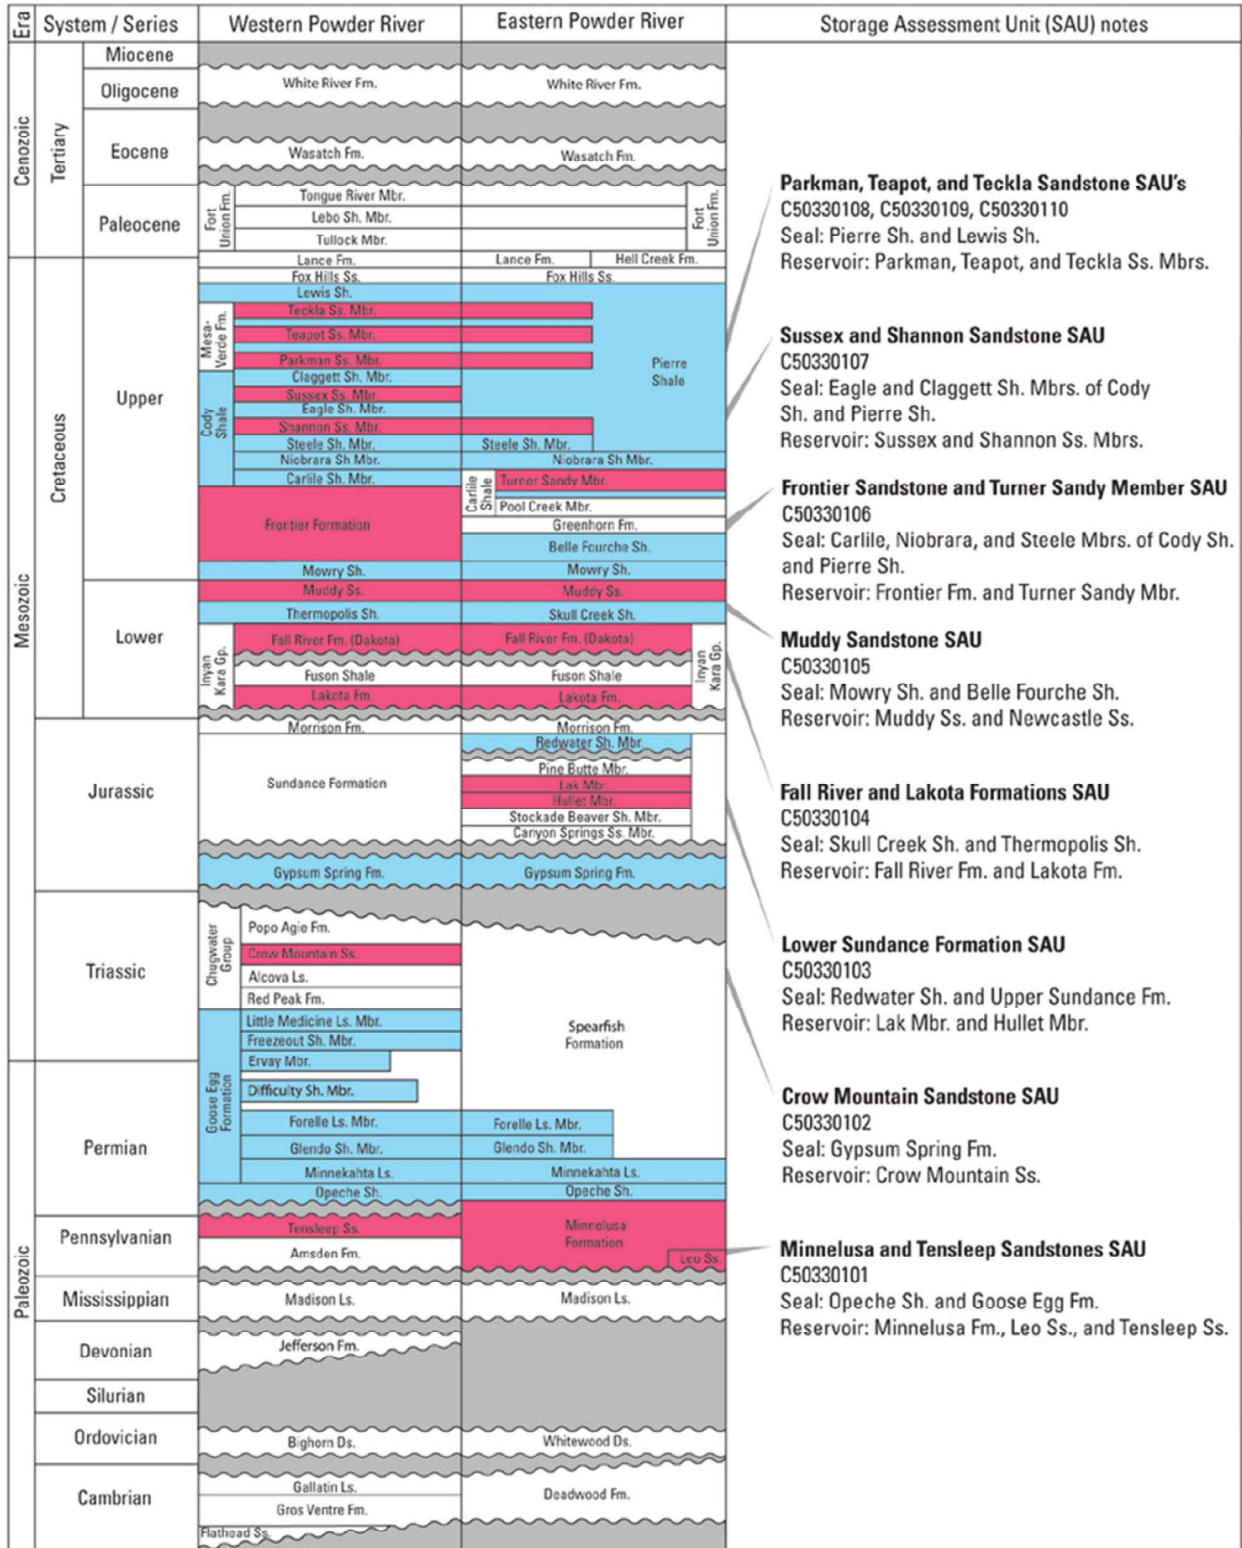 Era
System / Series
Western Powder River
Eastern Powder River
Storage Assessment Unit (SAU) notes
Cenozoic
Tertiary
Miocene
Oligocene
White River Fm.
White River Fm.
Eocene
Wasatch Fm.
Wasatch Fm.
Paleocene
Fort
Union Fm.
Tongue River Mbr.
Lebo Sh. Mbr.
Tullock Mbr.
Fort
Union Fm.
Mesozoic
Cretaceous
Upper
Lance Fm.
Lance Fm.
Hell Creek Fm.
Fox Hills Ss.
Fox Hills Ss.
Lewis Sh.
Mesa-
Verde Fm.
Teckla Ss. Mbr.
Teapot Ss. Mbr.
Parkman Ss. Mbr.
Pierre
Shale
Cody
Shale
Claggett Sh. Mbr.
Sussex Ss. Mbr
Eagle Sh. Mbr.
Shannon Ss. Mbr.
Steele Sh. Mbr.
Steele Sh. Mbr.
Niobrara Sh Mbr.
Niobrara Sh Mbr.
Carlile Sh. Mbr.
Carlile
Shale
Turner Sandy Mbr.
Pool Creek Mbr.
Frontier Formation
Greenhorn Fm.
Belle Fourche Sh.
Mowry Sh.
Mowry Sh.
Lower
Muddy Ss.
Muddy Ss.
Thermopolis Sh.
Skull Creek Sh.
Inyan
Kara Gp.
Fall River Fm. (Dakota)
Fall River Fm. (Dakota)
Inyan
Kara Gp.
Fuson Shale
Fuson Shale
Lakota Fm.
Lakota Fm.
Jurassic
Morrison Fm.
Morrison Fm.
Redwater Sh. Mbr.
Sundance Formation
Pine Butte Mbr.
Lak Mbr.
Hullet Mbr.
Stockade Beaver Sh. Mbr.
Canyon Springs Ss. Mbr.
Gypsum Spring Fm.
Gypsum Spring Fm.
Triassic
Chugwater
Group
Popo Agie Fm.
Crow Mountain Ss.
Alcova Ls.
Red Peak Fm.
Goose Egg
Formation
Little Medicine Ls. Mbr.
Freezeout Sh. Mbr.
Spearfish
Formation
Paleozoic
Permian
Ervay Mbr.
Difficulty Sh. Mbr.
Forelle Ls. Mbr.
Forelle Ls. Mbr.
Glendo Sh. Mbr.
Glendo Sh. Mbr.
Minnekahta Ls.
Minnekahta Ls.
Opeche Sh.
Opeche Sh.
Pennsylvanian
Tensleep Ss.
Minnelusa
Formation
Amsden Fm.
Leo Ss.
Mississippian
Madison Ls.
Madison Ls.
Devonian
Jefferson Fm.
Silurian
Ordovician
Bighorn Ds.
Whitewood Ds.
Cambrian
Gallatin Ls.
Gros Ventre Fm.
Deadwood Fm.
Flathead Ss.
Parkman, Teapot, and Teckla Sandstone SAU's
C50330108, C50330109, C50330110
Seal: Pierre Sh. and Lewis Sh.
Reservoir: Parkman, Teapot, and Teckla Ss. Mbrs.
Sussex and Shannon Sandstone SAU
C50330107
Seal: Eagle and Claggett Sh. Mbrs. of Cody
Sh. and Pierre Sh.
Reservoir: Sussex and Shannon Ss. Mbrs.
Frontier Sandstone and Turner Sandy Member SAU
C50330106
Seal: Carlile, Niobrara, and Steele Mbrs. of Cody Sh.
and Pierre Sh.
Reservoir: Frontier Fm. and Turner Sandy Mbr.
Muddy Sandstone SAU
C50330105
Seal: Mowry Sh. and Belle Fourche Sh.
Reservoir: Muddy Ss. and Newcastle Ss.
Fall River and Lakota Formations SAU
C50330104
Seal: Skull Creek Sh. and Thermopolis Sh.
Reservoir: Fall River Fm. and Lakota Fm.
Lower Sundance Formation SAU
C50330103
Seal: Redwater Sh. and Upper Sundance Fm.
Reservoir: Lak Mbr. and Hullet Mbr.
Crow Mountain Sandstone SAU
C50330102
Seal: Gypsum Spring Fm.
Reservoir: Crow Mountain Ss.
Minnelusa and Tensleep Sandstones SAU
C50330101
Seal: Opeche Sh. and Goose Egg Fm.
Reservoir: Minnelusa Fm., Leo Ss., and Tensleep Ss.